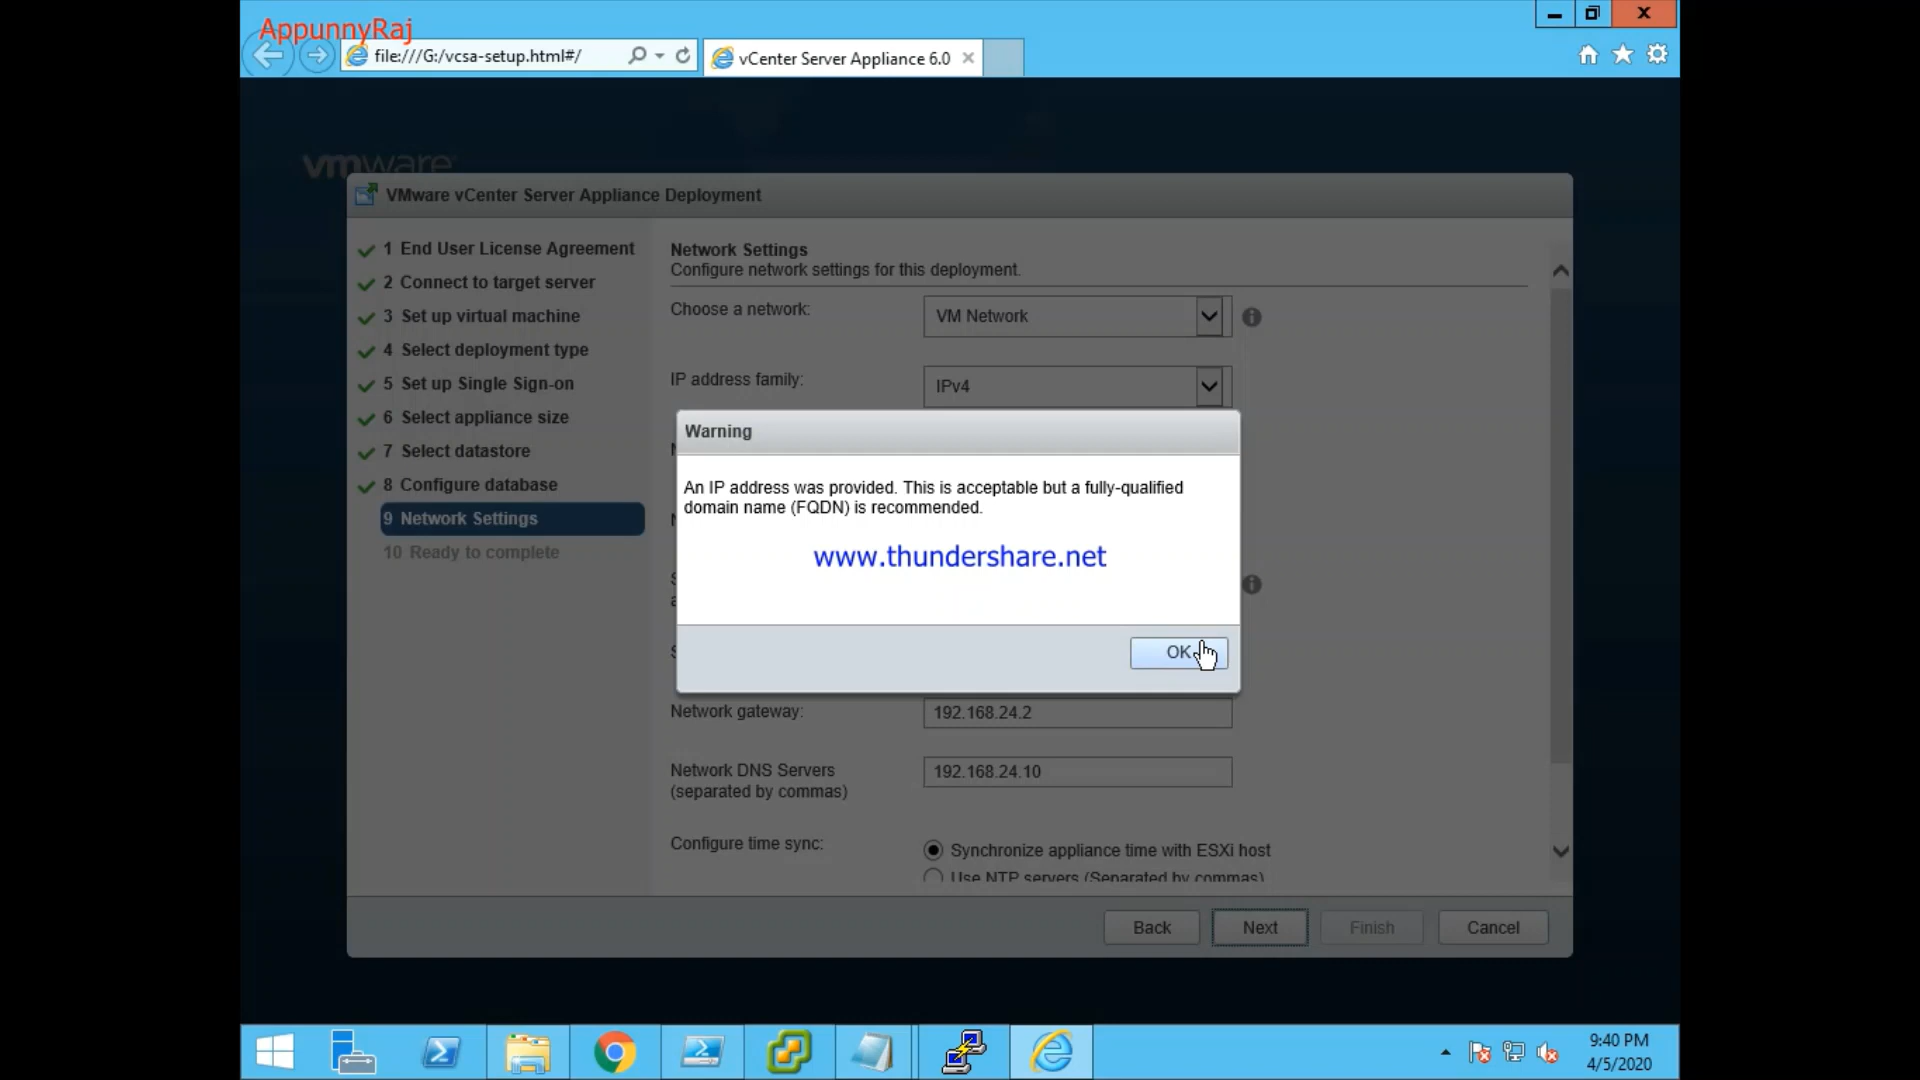 AppunnyRaj
file:///G:/vcsa-setup.html#/
vCenter Server Appliance 6.0
vmware
VMware vCenter Server Appliance Deployment
1 End User License Agreement
2 Connect to target server
3 Set up virtual machine
4 Select deployment type
5 Set up Single Sign-on
6 Select appliance size
7 Select datastore
8 Configure database
9 Network Settings
10 Ready to complete
Network Settings
Configure network settings for this deployment.
Choose a network:
VM Network
IP address family:
IPv4
Warning
An IP address was provided. This is acceptable but a fully-qualified
domain name (FQDN) is recommended.
www.thundershare.net
OK
Network gateway:
192.168.24.2
Network DNS Servers
(separated by commas)
192.168.24.10
Configure time sync:
Synchronize appliance time with ESXi host
Use NTP servers (Separated by commas)
Back
Next
Finish
Cancel
9:40 PM
4/5/2020